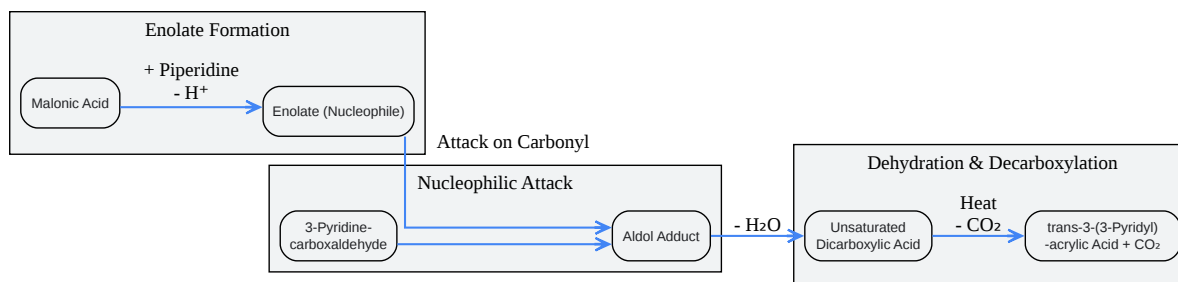 Enolate Formation
+ Piperidine
- H⁺
Malonic Acid
Enolate (Nucleophile)
Attack on Carbonyl
Nucleophilic Attack
3-Pyridine-
carboxaldehyde
Aldol Adduct
- H₂O
Dehydration & Decarboxylation
Unsaturated
Dicarboxylic Acid
Heat
- CO₂
trans-3-(3-Pyridyl)
-acrylic Acid + CO₂